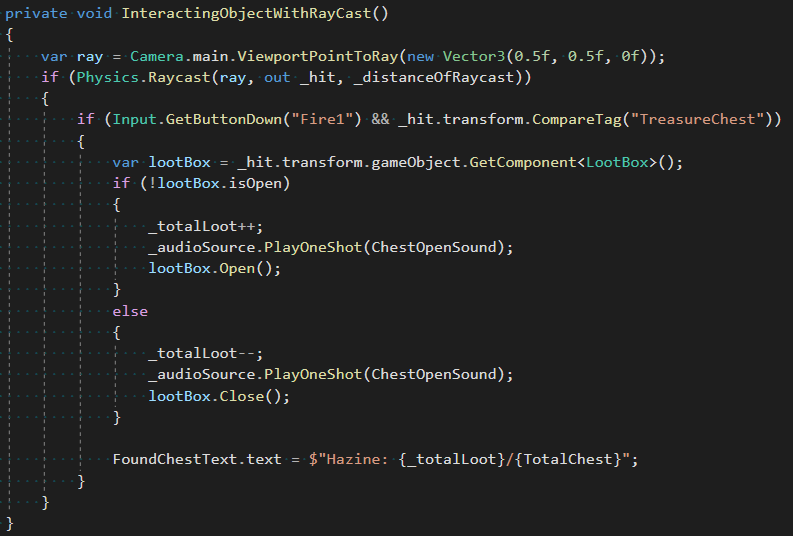 private void InteractingObjectWithRayCast()
{
var ray = Camera.main.ViewportPointToRay(new Vector3(0.5f, 0.5f, 0f));
if (Physics.Raycast(ray, out _hit, _distanceOfRaycast))
{
if (Input.GetButtonDown("Fire1") && _hit.transform.CompareTag("TreasureChest"))
{
var lootBox = _hit.transform.gameObject.GetComponent<LootBox>();
if (!lootBox.isOpen)
{
_totalLoot++;
_audioSource.PlayOneShot(ChestOpenSound);
lootBox.Open();
}
else
{
_totalLoot--;
_audioSource.PlayOneShot(ChestOpenSound);
lootBox.Close();
}
FoundChestText.text = $"Hazine: {_totalLoot}/{TotalChest}";
}
}
}